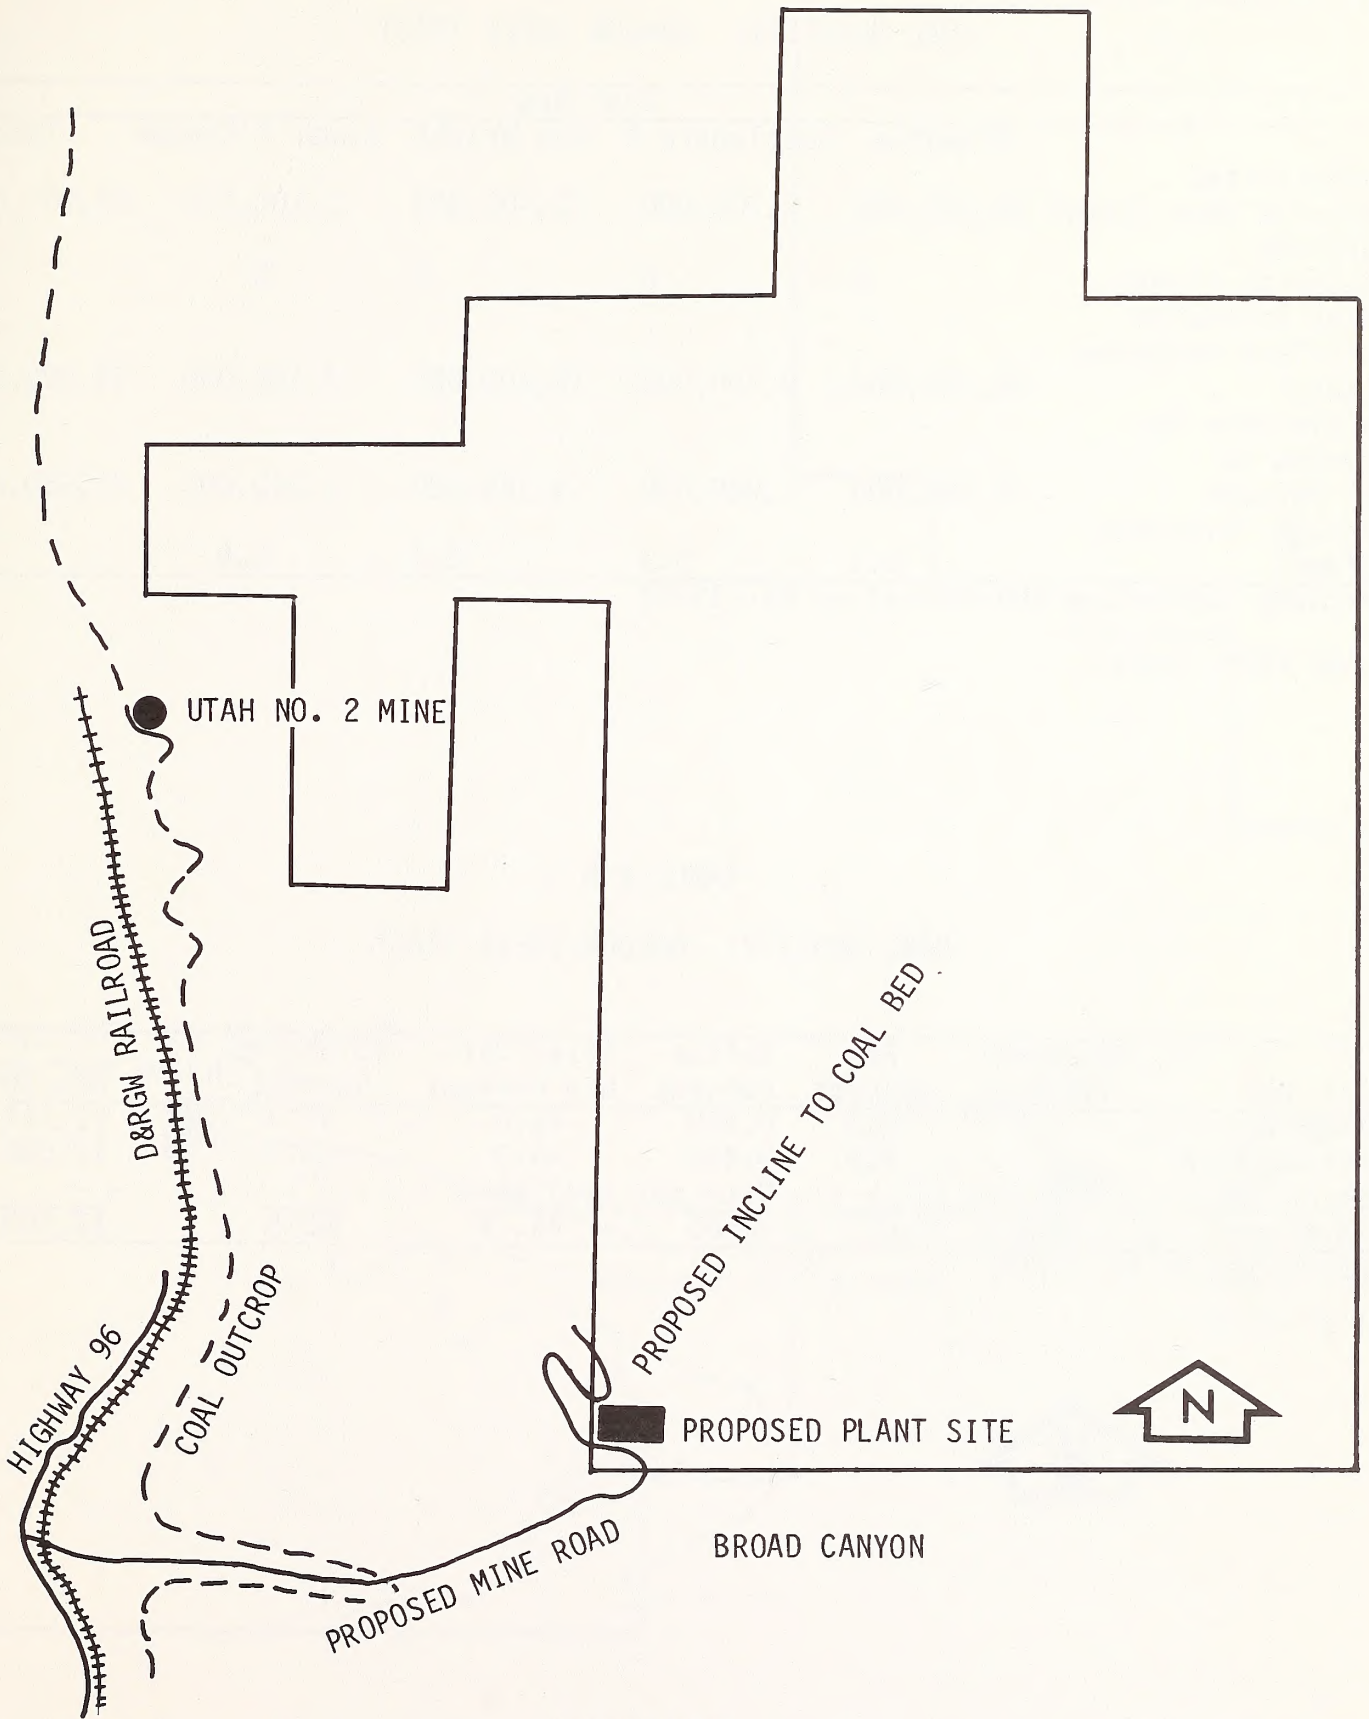 UTAH NO. 2 MINE
D&RGW RAILROAD
PROPOSED INCLINE TO COAL BED
COAL OUTCROP
HIGHWAY 96
N
PROPOSED PLANT SITE
PROPOSED MINE ROAD
BROAD CANYON